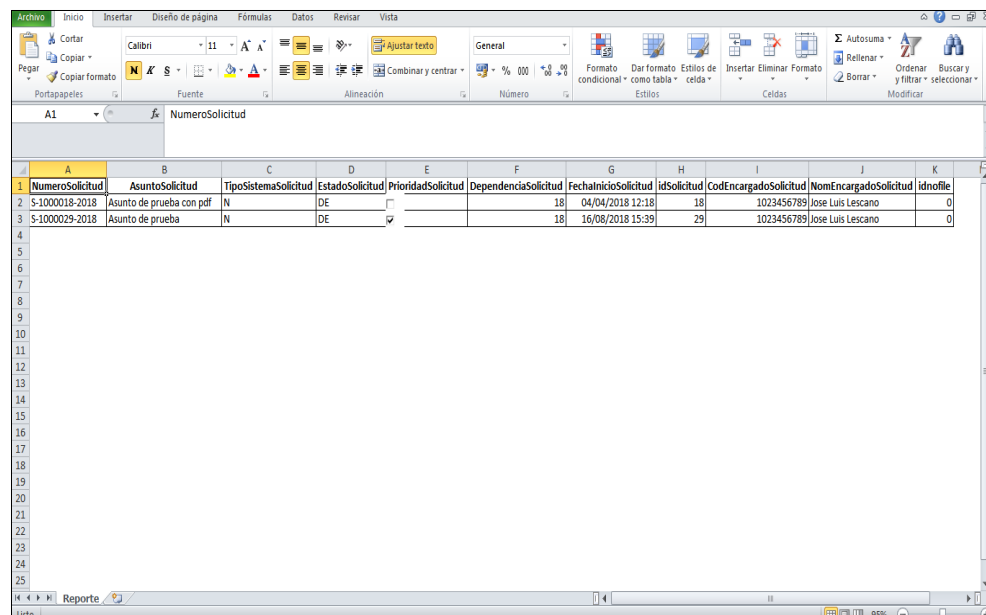 Archivo Inicio Insertar Diseño de página Fórmulas Datos Revisar Vista
Pegar Cortar Copiar Copiar formato Portapapeles
Calibri 11 A A N K S A Fuente
Ajustar texto Combinar y centrar Alineación
General % 000 Número
Formato condicional Dar formato como tabla Estilos de celda Estilos
Insertar Eliminar Formato Celdas
Σ Autosuma Rellenar Borrar Ordenar y filtrar Buscar y seleccionar Modificar
A1 fx NumeroSolicitud
A B C D E F G H I J K
1 NumeroSolicitud AsuntoSolicitud TipoSistemaSolicitud EstadoSolicitud PrioridadSolicitud DependenciaSolicitud FechaInicioSolicitud idSolicitud CodEncargadoSolicitud NomEncargadoSolicitud idnofile
2 S-1000018-2018 Asunto de prueba con pdf N DE 18 04/04/2018 12:18 18 1023456789 Jose Luis Lescano 0
3 S-1000029-2018 Asunto de prueba N DE 18 16/08/2018 15:39 29 1023456789 Jose Luis Lescano 0
4
5
6
7
8
9
10
11
12
13
14
15
16
17
18
19
20
21
22
23
24
25
Reporte
Listo 95%